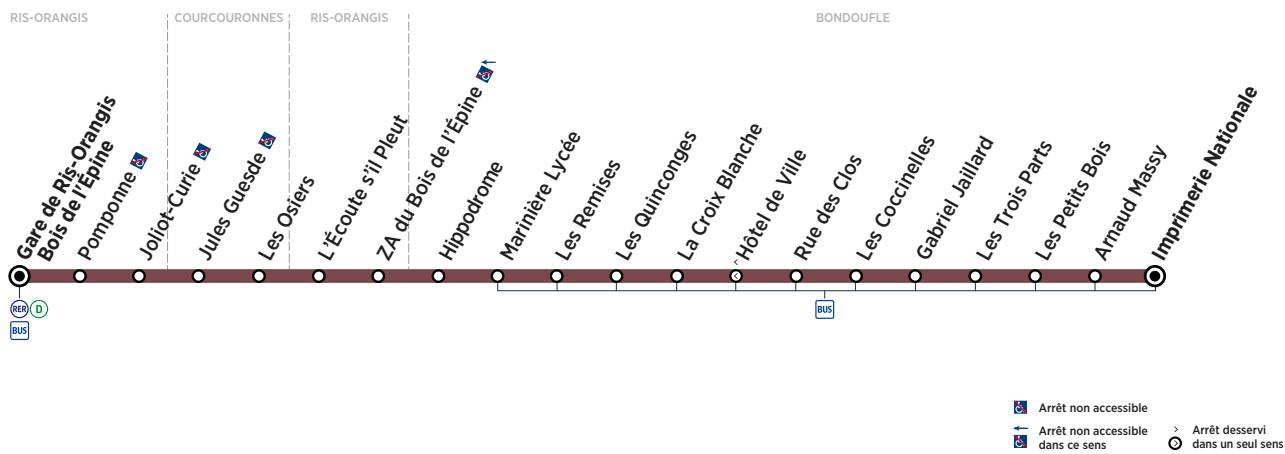 RIS-ORANGIS
COURCOURONNES
RIS-ORANGIS
BONDOUFLE
Gare de Ris-Orangis
Bois de l'Épine
Pomponne
Joliot-Curie
Jules Guesde
Les Osiers
L'Écoute s'il Pleut
ZA du Bois de l'Épine
Hippodrome
Marinière Lycée
Les Remises
Les Quinconges
La Croix Blanche
Hôtel de Ville
Rue des Clos
Les Coccinelles
Gabriel Jaillard
Les Trois Parts
Les Petits Bois
Arnaud Massy
Imprimerie Nationale
RER D
BUS
BUS
Arrêt non accessible
Arrêt non accessible
dans ce sens
Arrêt desservi
dans un seul sens